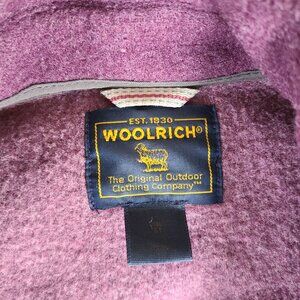 EST. 1830
WOOLRICH®
The Original Outdoor
Clothing Company™